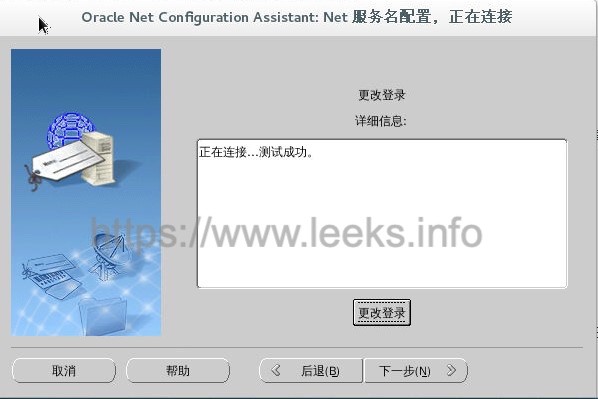 Oracle Net Configuration Assistant: Net 服务名配置，正在连接
更改登录
详细信息:
正在连接...测试成功。
https://www.leeks.info
更改登录
取消
帮助
后退(B)
下一步(N)